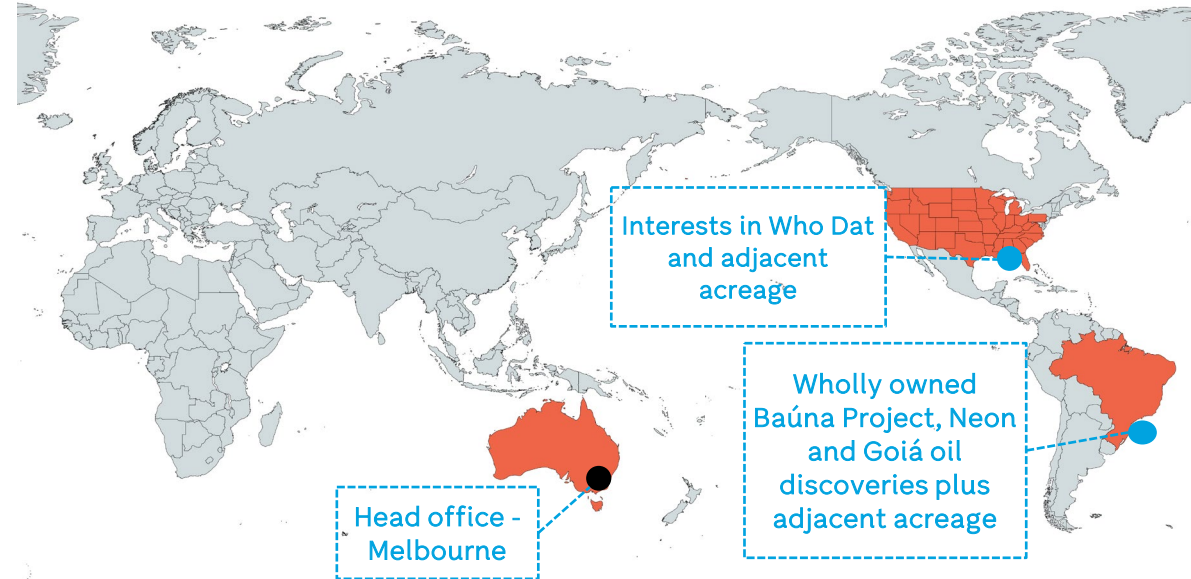 Interests in Who Dat
and adjacent
acreage
Wholly owned
Baúna Project, Neon
and Goiá oil
discoveries plus
adjacent acreage
Head office -
Melbourne